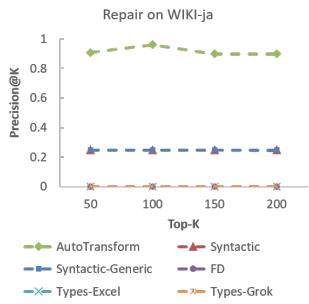 Repair on WIKI-ja
Precision@K
1
0.8
0.6
0.4
0.2
0
50 100 150 200
Top-K
AutoTransform Syntactic
Syntactic-Generic FD
Types-Excel Types-Grok